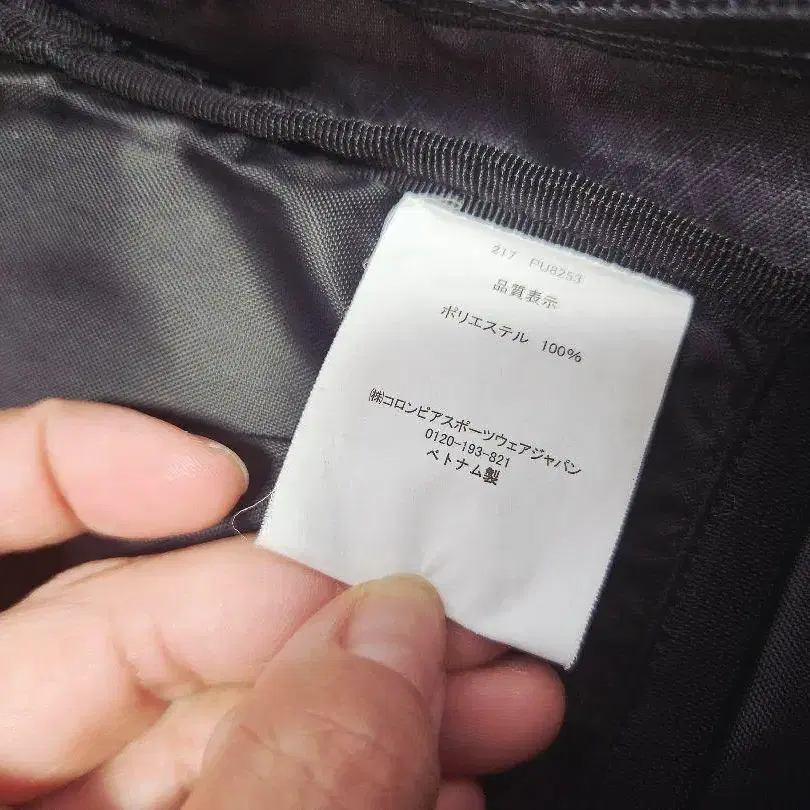 217 PU8253
品質表示
ポリエステル 100%
㈱コロンビアスポーツウェアジャパン
0120-193-821
ベトナム製